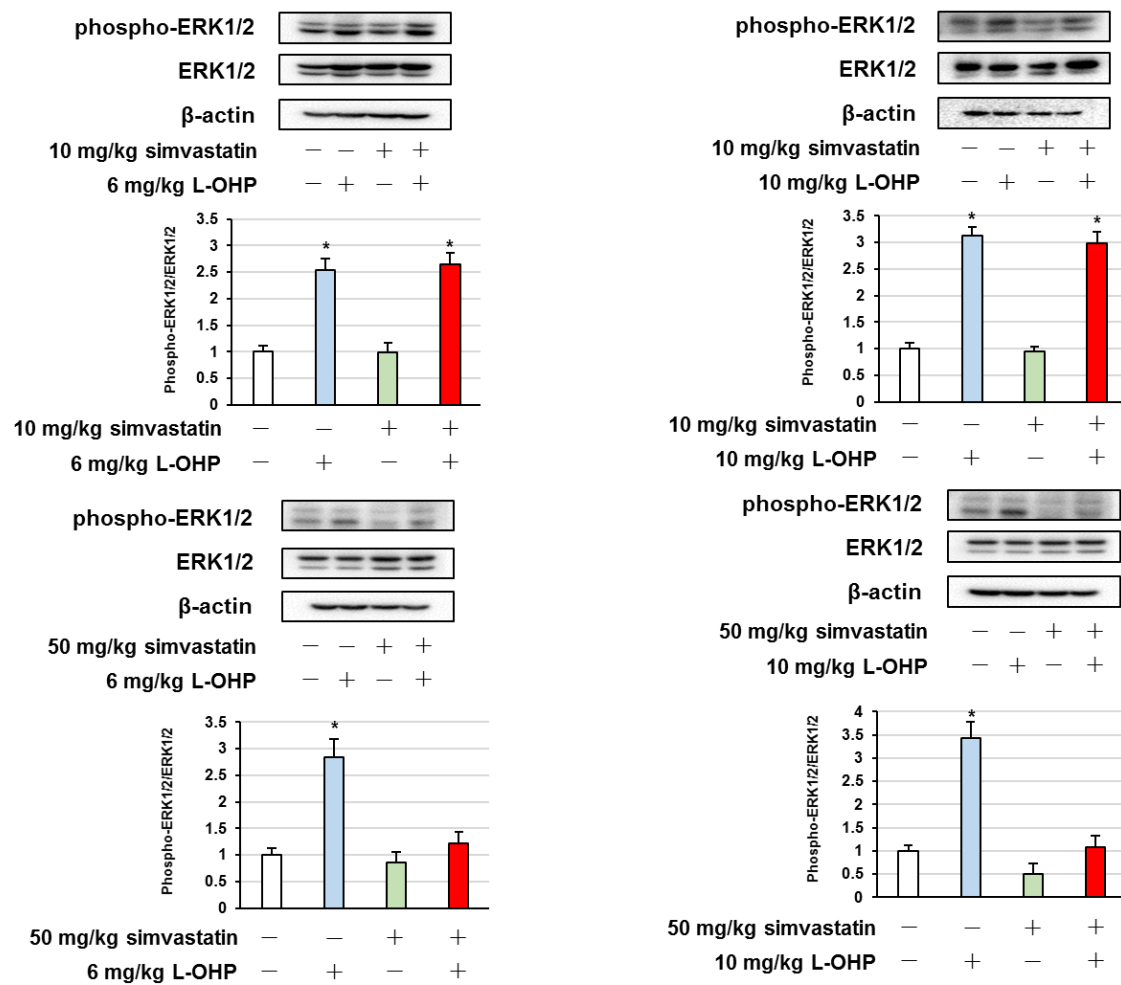 phospho-ERK1/2
ERK1/2
β-actin
10 mg/kg simvastatin － － ＋ ＋
6 mg/kg L-OHP － ＋ － ＋
Phospho-ERK1/2/ERK1/2
3.5
3
2.5
2
1.5
1
0.5
0
*
*
10 mg/kg simvastatin － － ＋ ＋
6 mg/kg L-OHP － ＋ － ＋
phospho-ERK1/2
ERK1/2
β-actin
10 mg/kg simvastatin － － ＋ ＋
10 mg/kg L-OHP － ＋ － ＋
Phospho-ERK1/2/ERK1/2
3.5
3
2.5
2
1.5
1
0.5
0
*
*
10 mg/kg simvastatin － － ＋ ＋
10 mg/kg L-OHP － ＋ － ＋
phospho-ERK1/2
ERK1/2
β-actin
50 mg/kg simvastatin － － ＋ ＋
6 mg/kg L-OHP － ＋ － ＋
Phospho-ERK1/2/ERK1/2
3.5
3
2.5
2
1.5
1
0.5
0
*
50 mg/kg simvastatin － － ＋ ＋
6 mg/kg L-OHP － ＋ － ＋
phospho-ERK1/2
ERK1/2
β-actin
50 mg/kg simvastatin － － ＋ ＋
10 mg/kg L-OHP － ＋ － ＋
Phospho-ERK1/2/ERK1/2
4
3.5
3
2.5
2
1.5
1
0.5
0
*
50 mg/kg simvastatin － － ＋ ＋
10 mg/kg L-OHP － ＋ － ＋